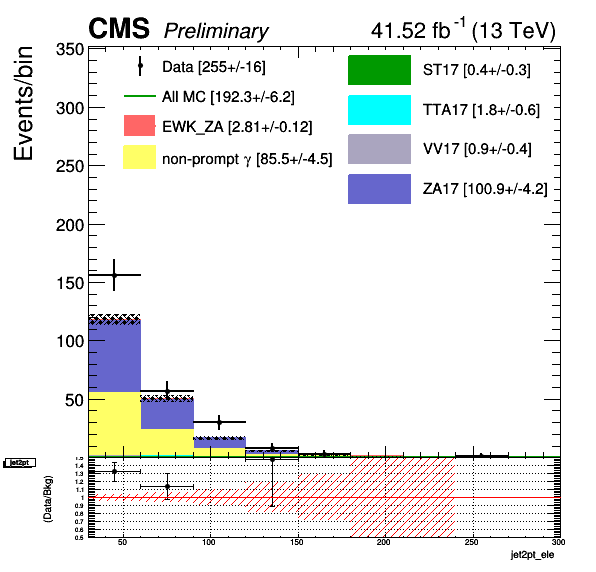 CMS Preliminary 41.52 fb⁻¹ (13 TeV)
Events/bin
350
300
250
200
150
100
50
Data [255+/-16]
All MC [192.3+/-6.2]
EWK_ZA [2.81+/-0.12]
non-prompt γ [85.5+/-4.5]
ST17 [0.4+/-0.3]
TTA17 [1.8+/-0.6]
VV17 [0.9+/-0.4]
ZA17 [100.9+/-4.2]
jet2pt
(Data/Bkg)
1.5
1.4
1.3
1.2
1.1
1
0.9
0.8
0.7
0.6
0.5
50 100 150 200 250 300
jet2pt_ele